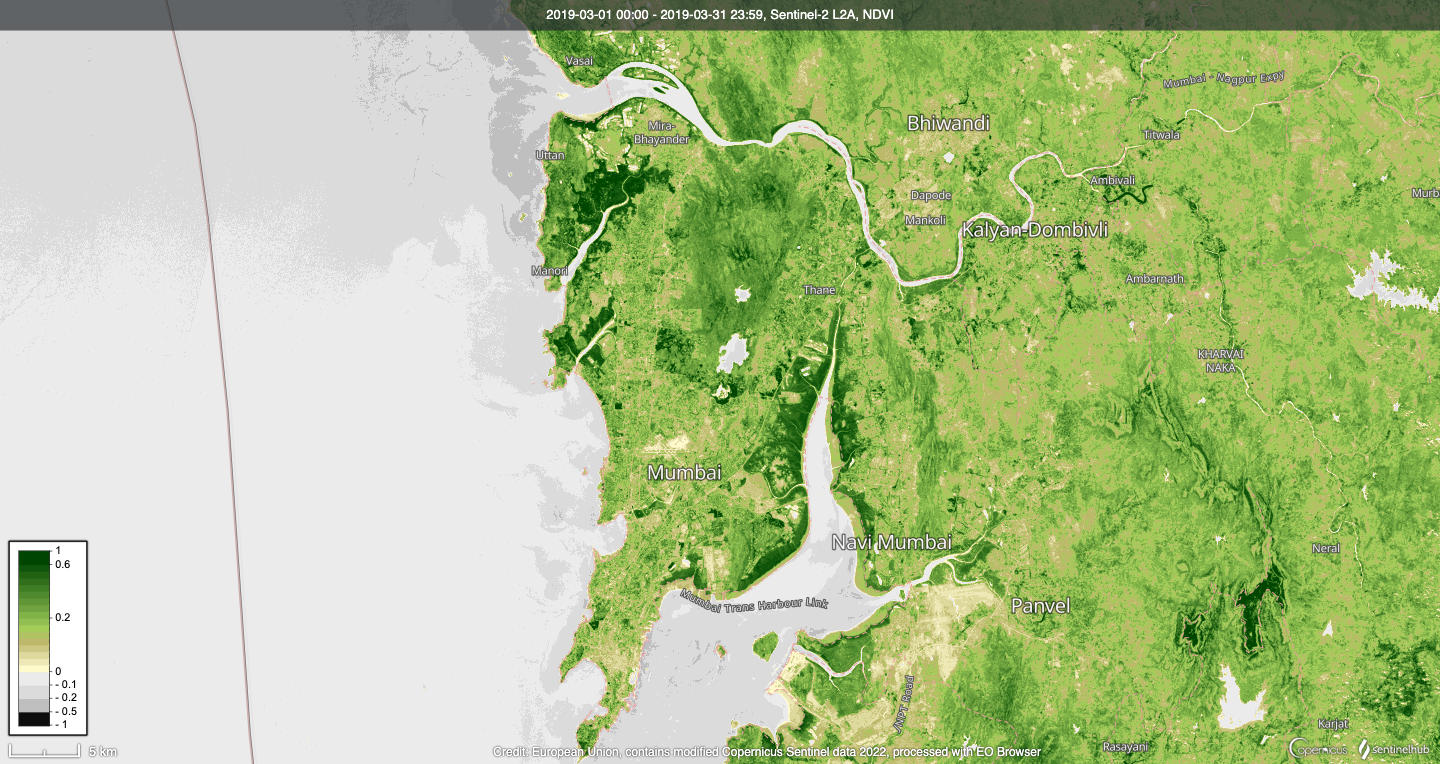 2019-03-01 00:00 - 2019-03-31 23:59, Sentinel-2 L2A, NDVI
Vasai
Mumbai - Nagpur Expy
Bhiwandi
Mira-
Bhayander
Titwala
Uttan
Ambivali
Dapode
Murb
Mankoli
Kalyan-Dombivli
Manori
Ambarnath
Thane
KHARVAI
NAKA
Mumbai
Navi Mumbai
Neral
1
0.6
0.2
0
- 0.1
- 0.2
- 0.5
- 1
Mumbai Trans Harbour Link
Panvel
JNPT Road
Karjat
Rasayani
5 km
Credit: European Union, contains modified Copernicus Sentinel data 2022, processed with EO Browser
Copernicus
sentinelhub